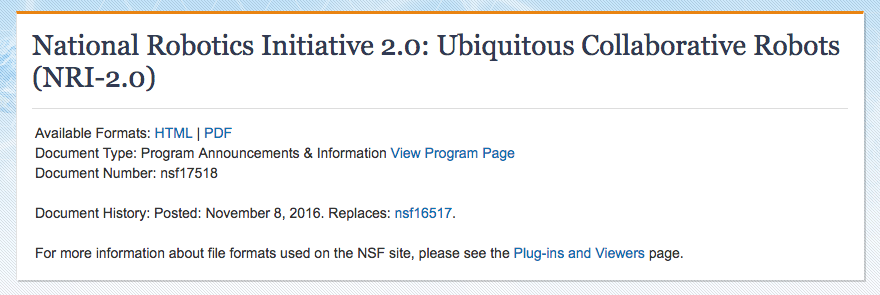 National Robotics Initiative 2.0: Ubiquitous Collaborative Robots
(NRI-2.0)
Available Formats: HTML | PDF
Document Type: Program Announcements & Information View Program Page
Document Number: nsf17518
Document History: Posted: November 8, 2016. Replaces: nsf16517.
For more information about file formats used on the NSF site, please see the Plug-ins and Viewers page.